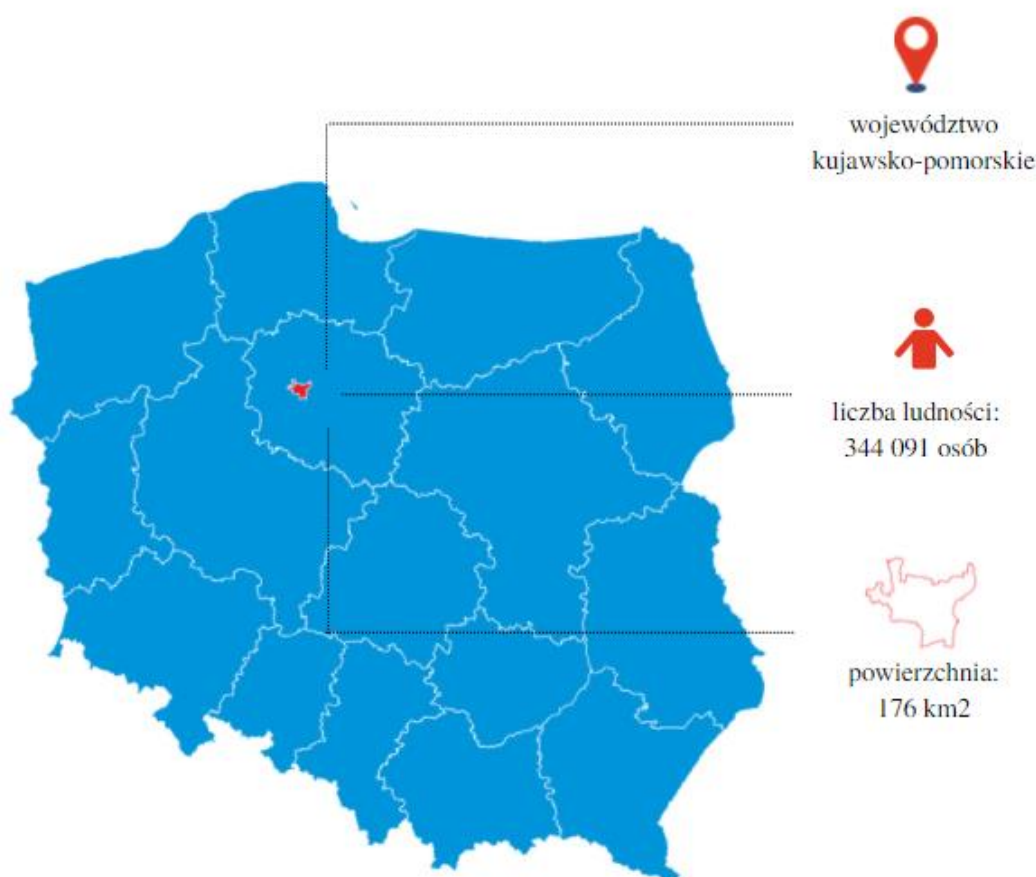 województwo
kujawsko-pomorskie
liczba ludności:
344 091 osób
powierzchnia:
176 km2